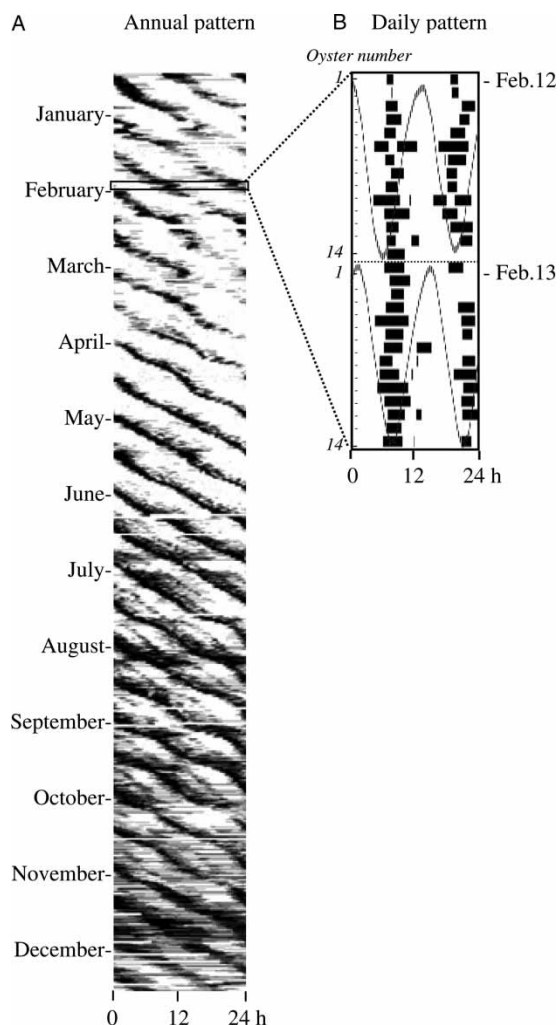 A Annual pattern
January-
February-
March-
April-
May-
June-
July-
August-
September-
October-
November-
December-
0 12 24 h
B Daily pattern
Oyster number
1
- Feb.12
14
1
- Feb.13
14
0 12 24 h